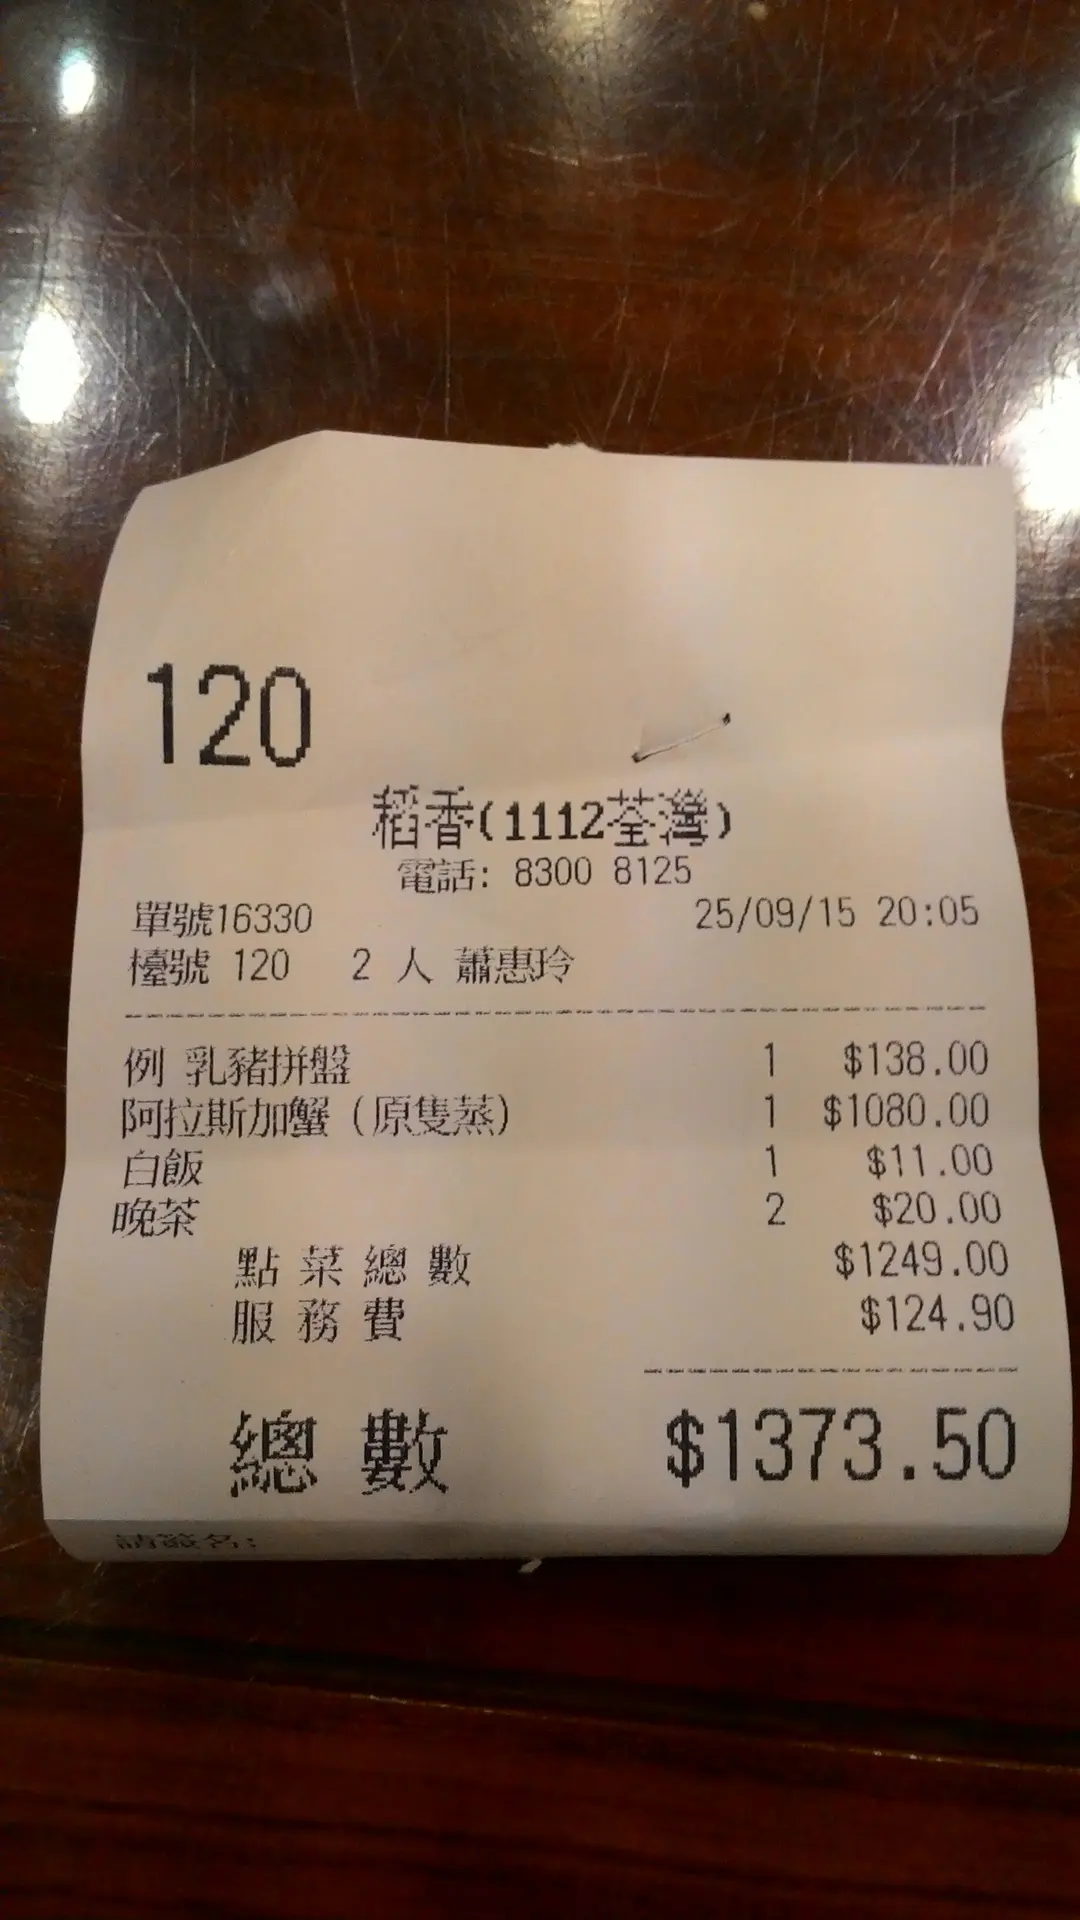 120
稻香(1112荃灣)
電話: 8300 8125
單號16330 25/09/15 20:05
檯號 120 2 人 蕭惠玲
例 乳豬拼盤 1 $138.00
阿拉斯加蟹(原隻蒸) 1 $1080.00
白飯 1 $11.00
晚茶 2 $20.00
點菜總數 $1249.00
服務費 $124.90
總數 $1373.50
請簽名: